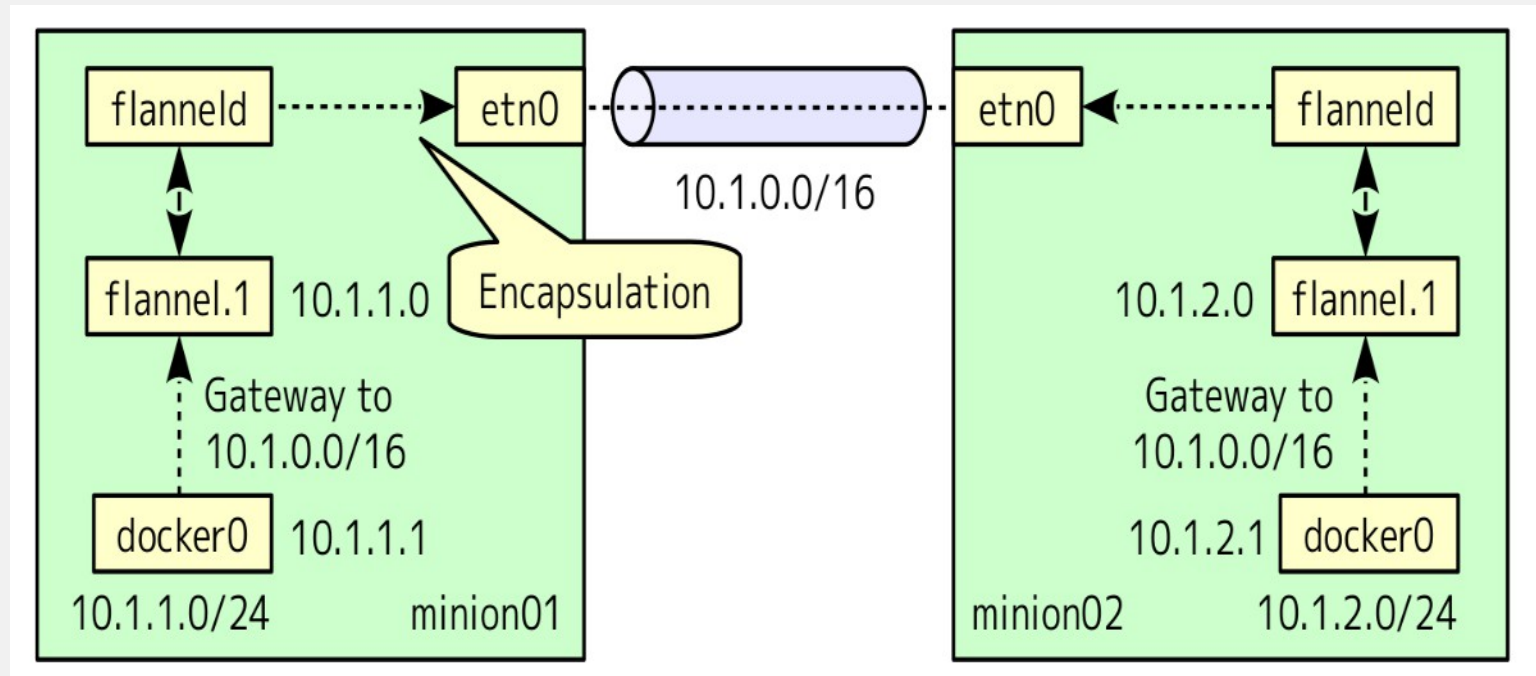 flanneld
etn0
etn0
flanneld
10.1.0.0/16
flannel.1
10.1.1.0
Encapsulation
10.1.2.0
flannel.1
Gateway to
10.1.0.0/16
Gateway to
10.1.0.0/16
docker0
10.1.1.1
10.1.2.1
docker0
10.1.1.0/24
minion01
minion02
10.1.2.0/24